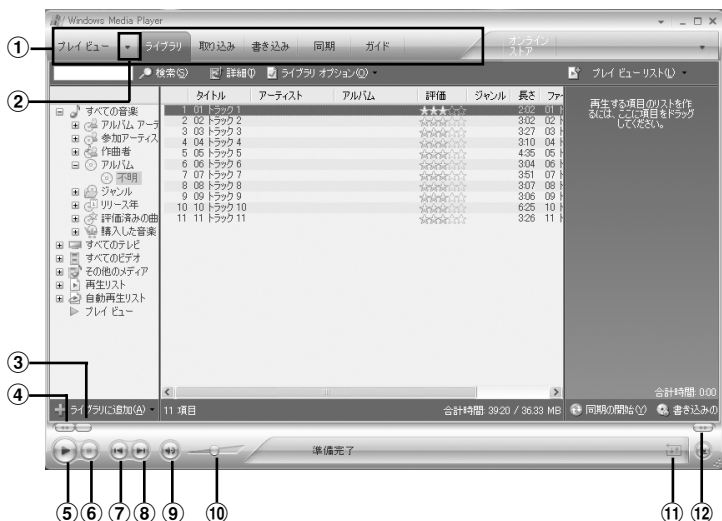 Windows Media Player
①
プレイ ビュー ライブラリ 取り込み 書き込み 同期 ガイド オンライン ストア
②
検索(S) 詳細(I) ライブラリ オプション(O) プレイ ビュー リスト(L)
タイトル アーティスト アルバム 評価 ジャンル 長さ ファ
1 01 トラック 1 2:02 01 ト
2 02 トラック 2 3:02 02 ト
3 03 トラック 3 3:27 03 ト
4 04 トラック 4 3:10 04 ト
5 05 トラック 5 4:35 05 ト
6 06 トラック 6 3:04 06 ト
7 07 トラック 7 3:51 07 ト
8 08 トラック 8 3:07 08 ト
9 09 トラック 9 3:06 09 ト
10 10 トラック 10 6:25 10 ト
11 11 トラック 11 3:26 11 ト
すべての音楽
アルバム アーテ
参加アーティス
作曲者
アルバム
不明
ジャンル
リリース年
評価済みの曲
購入した音楽
すべてのテレビ
すべてのビデオ
その他のメディア
再生リスト
自動再生リスト
プレイ ビュー
再生する項目のリストを作
るには、ここに項目をドラッグ
してください。
合計時間: 0:00
③
④
ライブラリに追加(A) 11 項目 合計時間: 39:20 / 36.33 MB 同期の開始(Y) 書き込みの
準備完了
⑤ ⑥ ⑦ ⑧ ⑨ ⑩ ⑪ ⑫